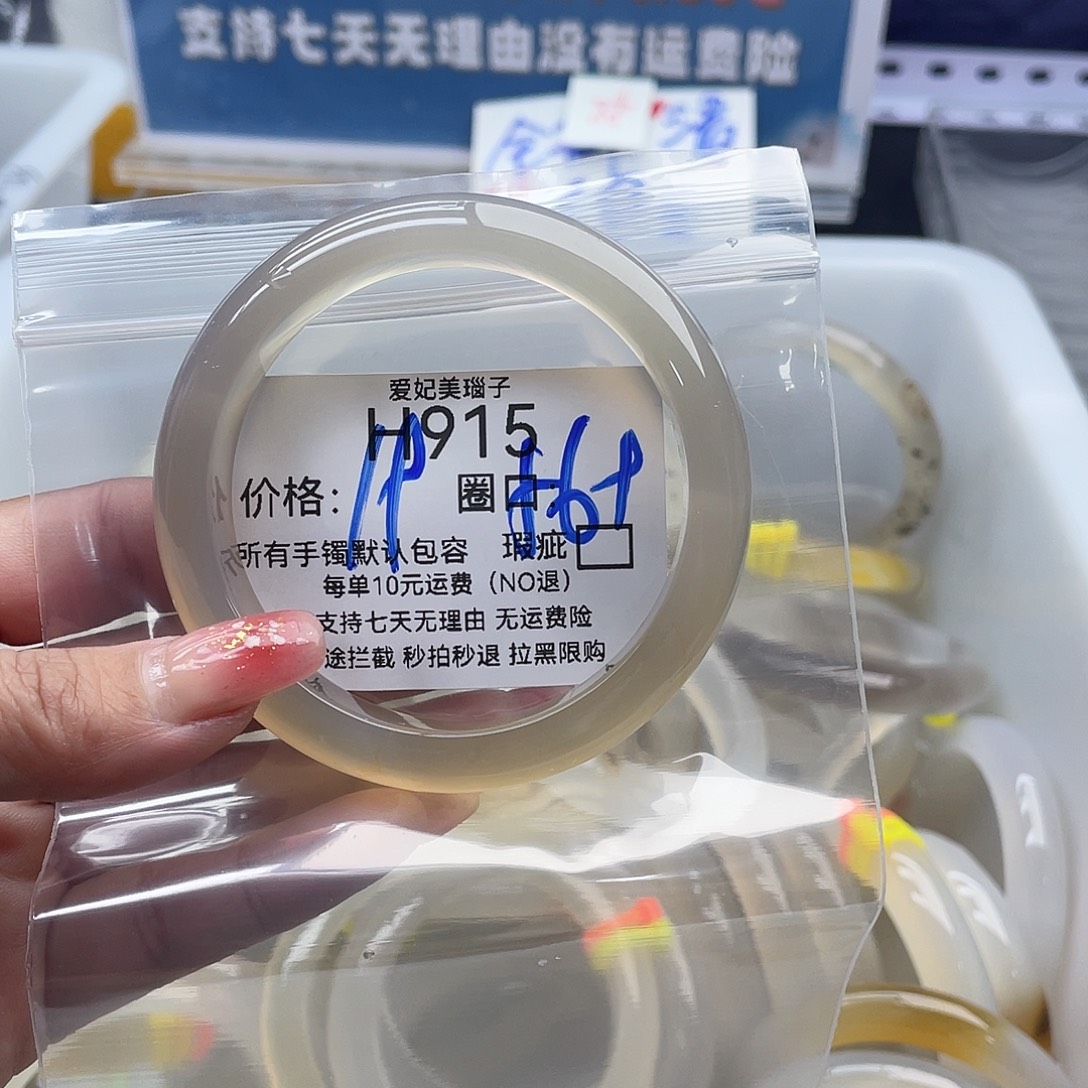 支持七天无理由没有运费险
爱妃美瑙子
H915
价格: 圈口:
所有手镯默认包容 瑕疵
每单10元运费(NO退)
支持七天无理由 无运费险
途拦截 秒拍秒退 拉黑限购